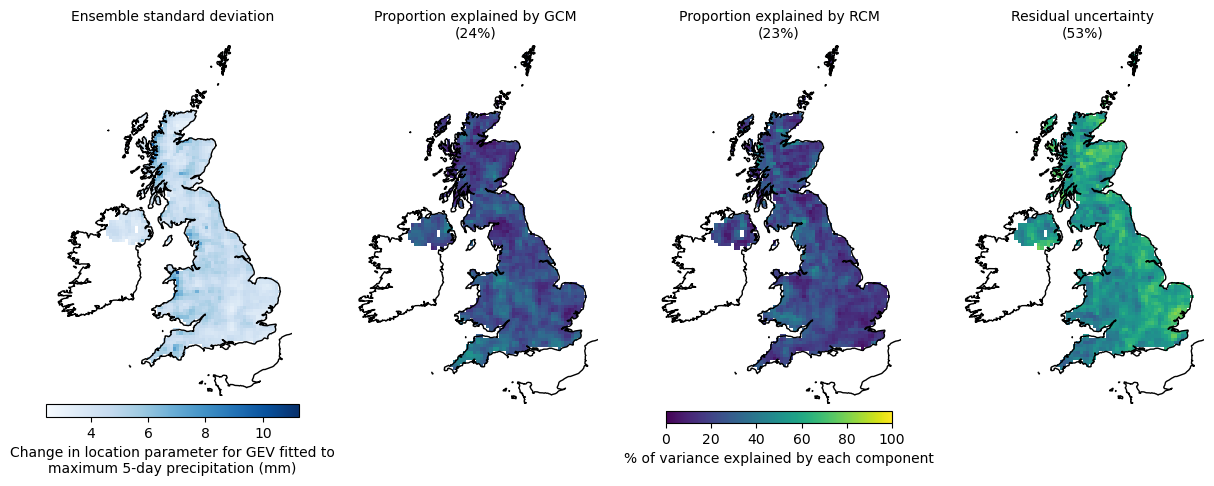 Ensemble standard deviation
Proportion explained by GCM
(24%)
Proportion explained by RCM
(23%)
Residual uncertainty
(53%)
4 6 8 10
Change in location parameter for GEV fitted to
maximum 5-day precipitation (mm)
0 20 40 60 80 100
% of variance explained by each component